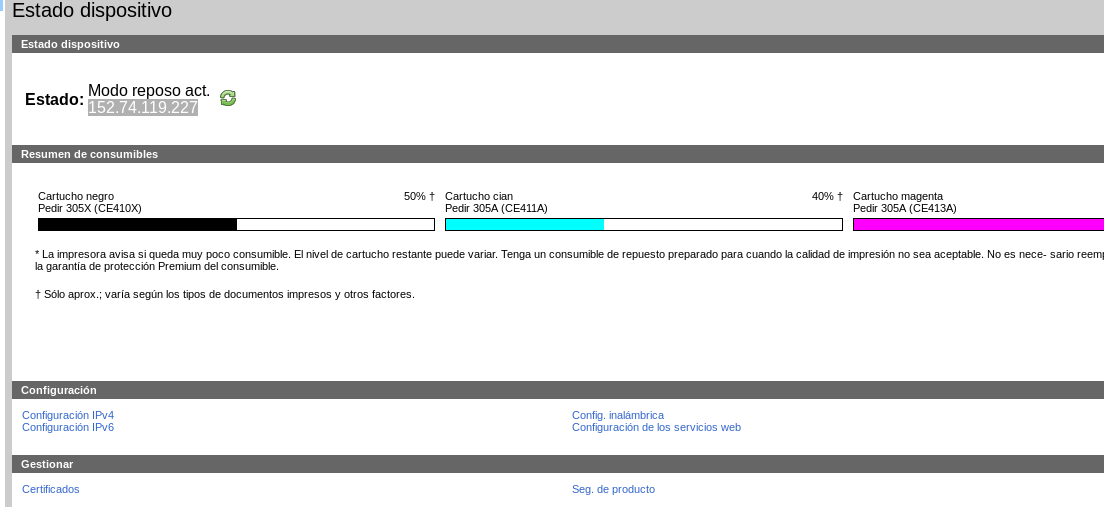 Estado dispositivo
Estado dispositivo
Estado: Modo reposo act.
152.74.119.227
Resumen de consumibles
Cartucho negro 50% †
Pedir 305X (CE410X)
Cartucho cian 40% †
Pedir 305A (CE411A)
Cartucho magenta
Pedir 305A (CE413A)
* La impresora avisa si queda muy poco consumible. El nivel de cartucho restante puede variar. Tenga un consumible de repuesto preparado para cuando la calidad de impresión no sea aceptable. No es nece- sario reemp
la garantía de protección Premium del consumible.
† Sólo aprox.; varía según los tipos de documentos impresos y otros factores.
Configuración
Configuración IPv4
Configuración IPv6
Config. inalámbrica
Configuración de los servicios web
Gestionar
Certificados
Seg. de producto